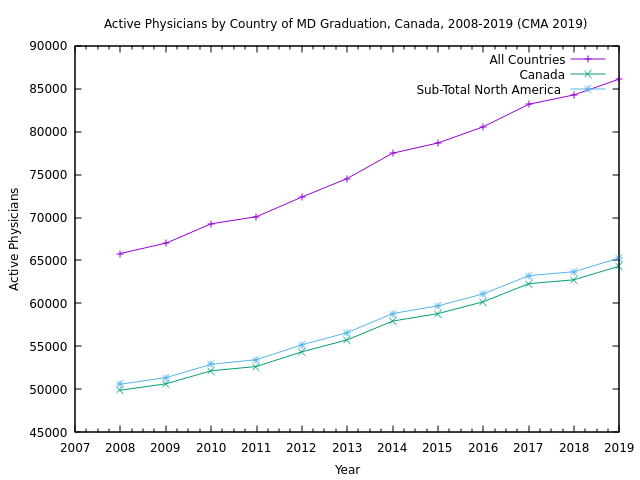 Active Physicians by Country of MD Graduation, Canada, 2008-2019 (CMA 2019)
90000
85000
80000
75000
70000
65000
60000
55000
50000
45000
Active Physicians
All Countries
Canada
Sub-Total North America
2007 2008 2009 2010 2011 2012 2013 2014 2015 2016 2017 2018 2019
Year